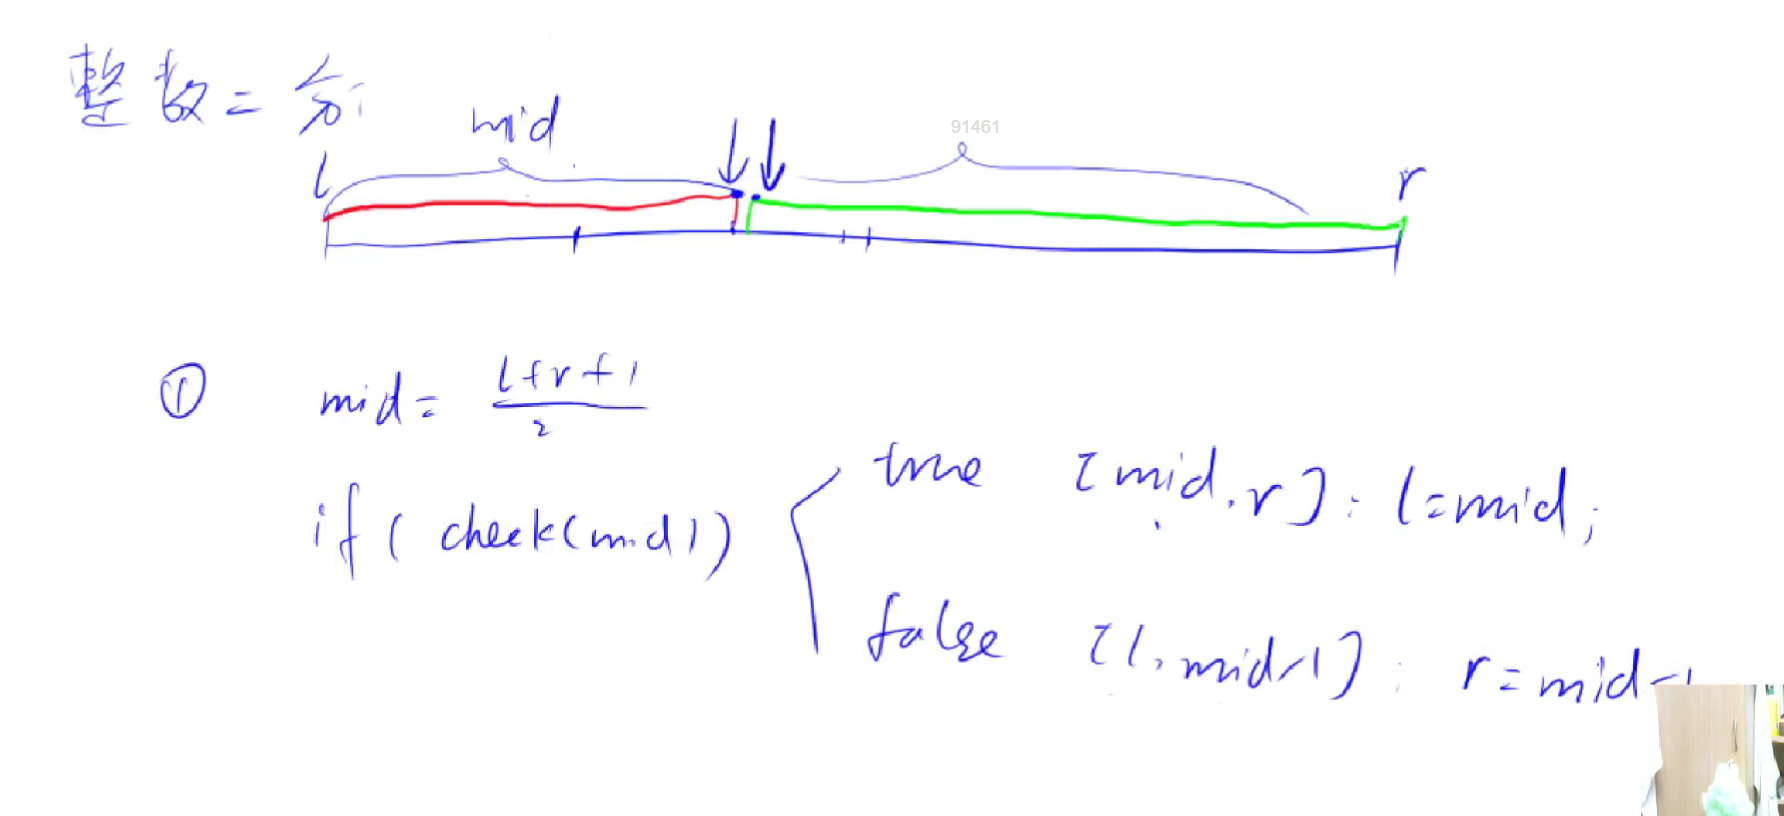 整数二分
mid
91461
l
r
① mid = \frac{l+r+1}{2}
if ( check(mid) )
true [mid, r] : l = mid;
false [l, mid-1] : r = mid-1